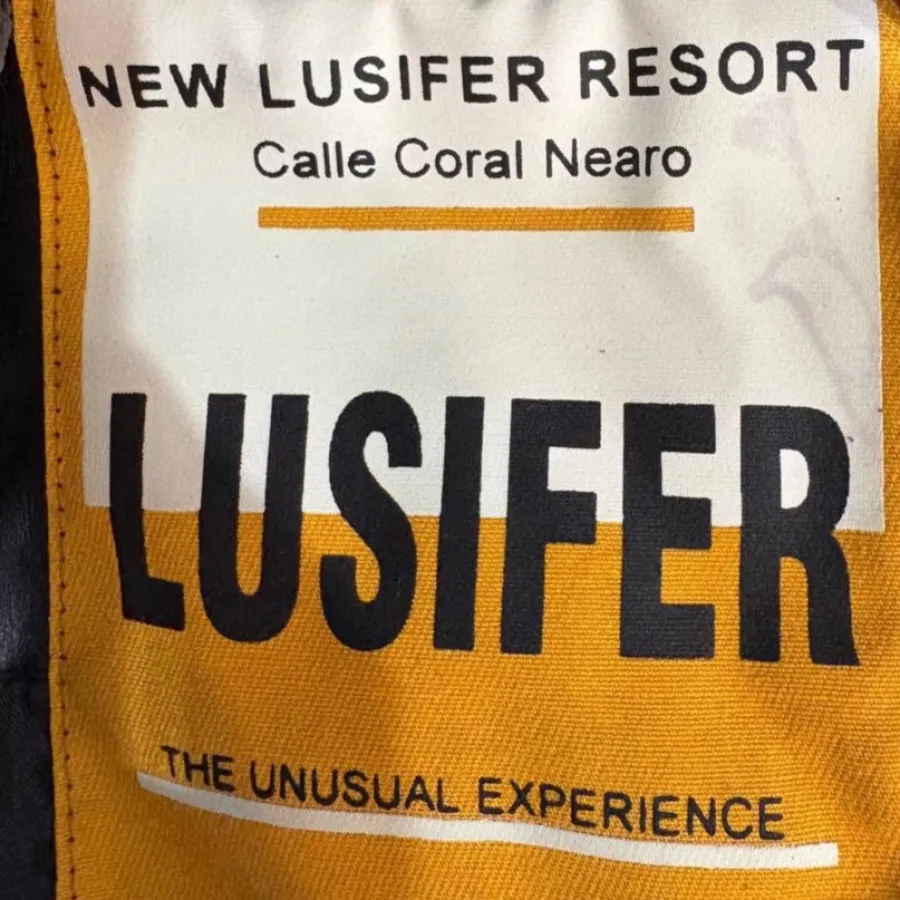 NEW LUSIFER RESORT
Calle Coral Nearo
LUSIFER
THE UNUSUAL EXPERIENCE